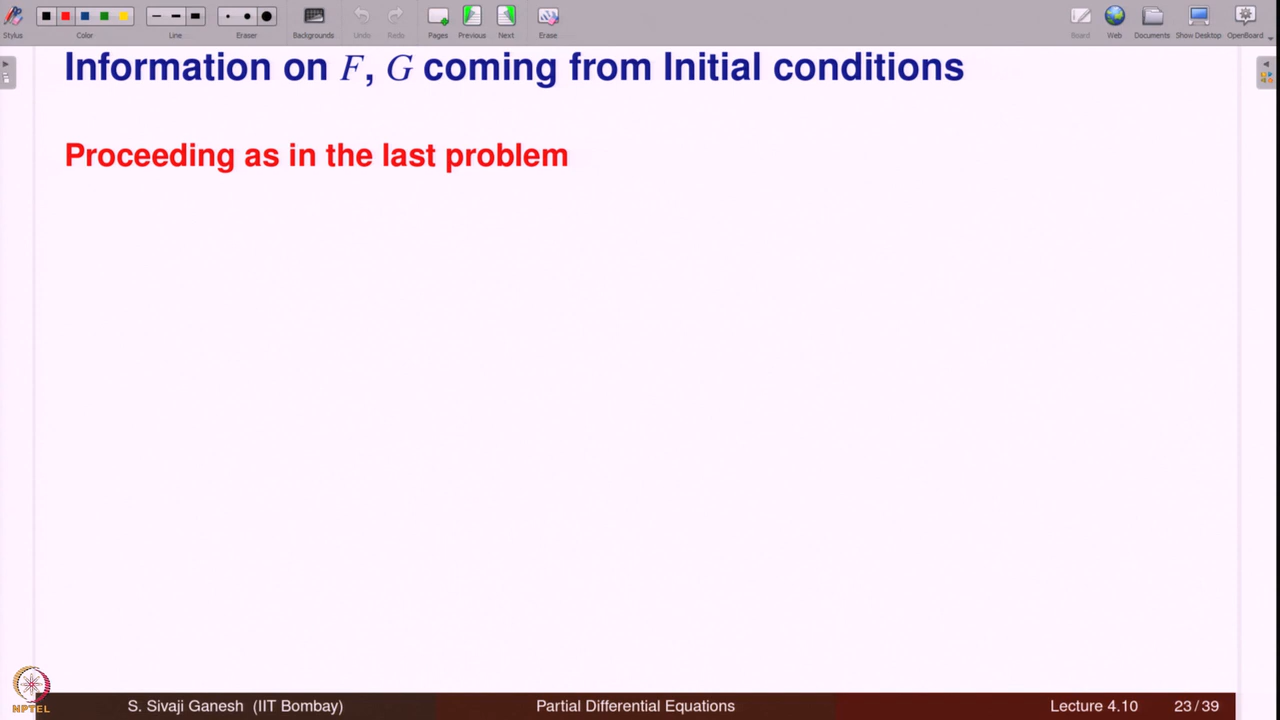 Stylus
Color
Line
Eraser
Backgrounds
Undo
Redo
Pages
Previous
Next
Erase
Board
Web
Documents
Show Desktop
OpenBoard
Information on F, G coming from Initial conditions
Proceeding as in the last problem
NPTEL
S. Sivaji Ganesh (IIT Bombay)
Partial Differential Equations
Lecture 4.10
23 / 39